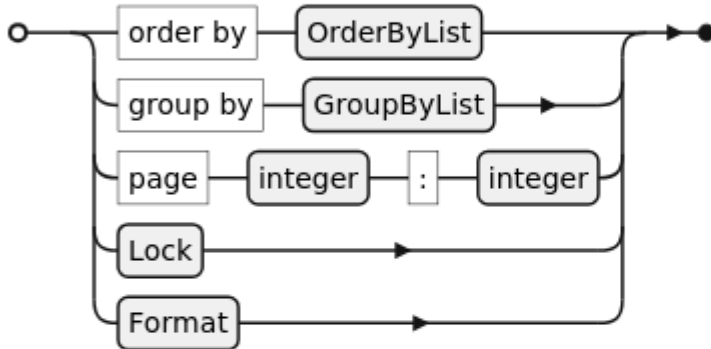 order by OrderByList
group by GroupByList
page integer : integer
Lock
Format